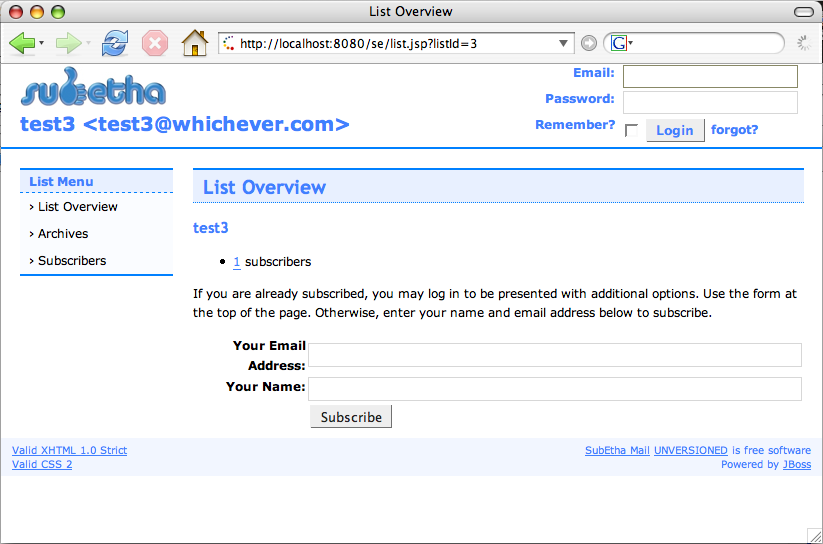 List Overview
http://localhost:8080/se/list.jsp?listId=3
G
subetha
test3 <test3@whichever.com>
Email:
Password:
Remember?
Login
forgot?
List Menu
› List Overview
› Archives
› Subscribers
List Overview
test3
• 1 subscribers
If you are already subscribed, you may log in to be presented with additional options. Use the form at
the top of the page. Otherwise, enter your name and email address below to subscribe.
Your Email
Address:
Your Name:
Subscribe
Valid XHTML 1.0 Strict
Valid CSS 2
SubEtha Mail UNVERSIONED is free software
Powered by JBoss